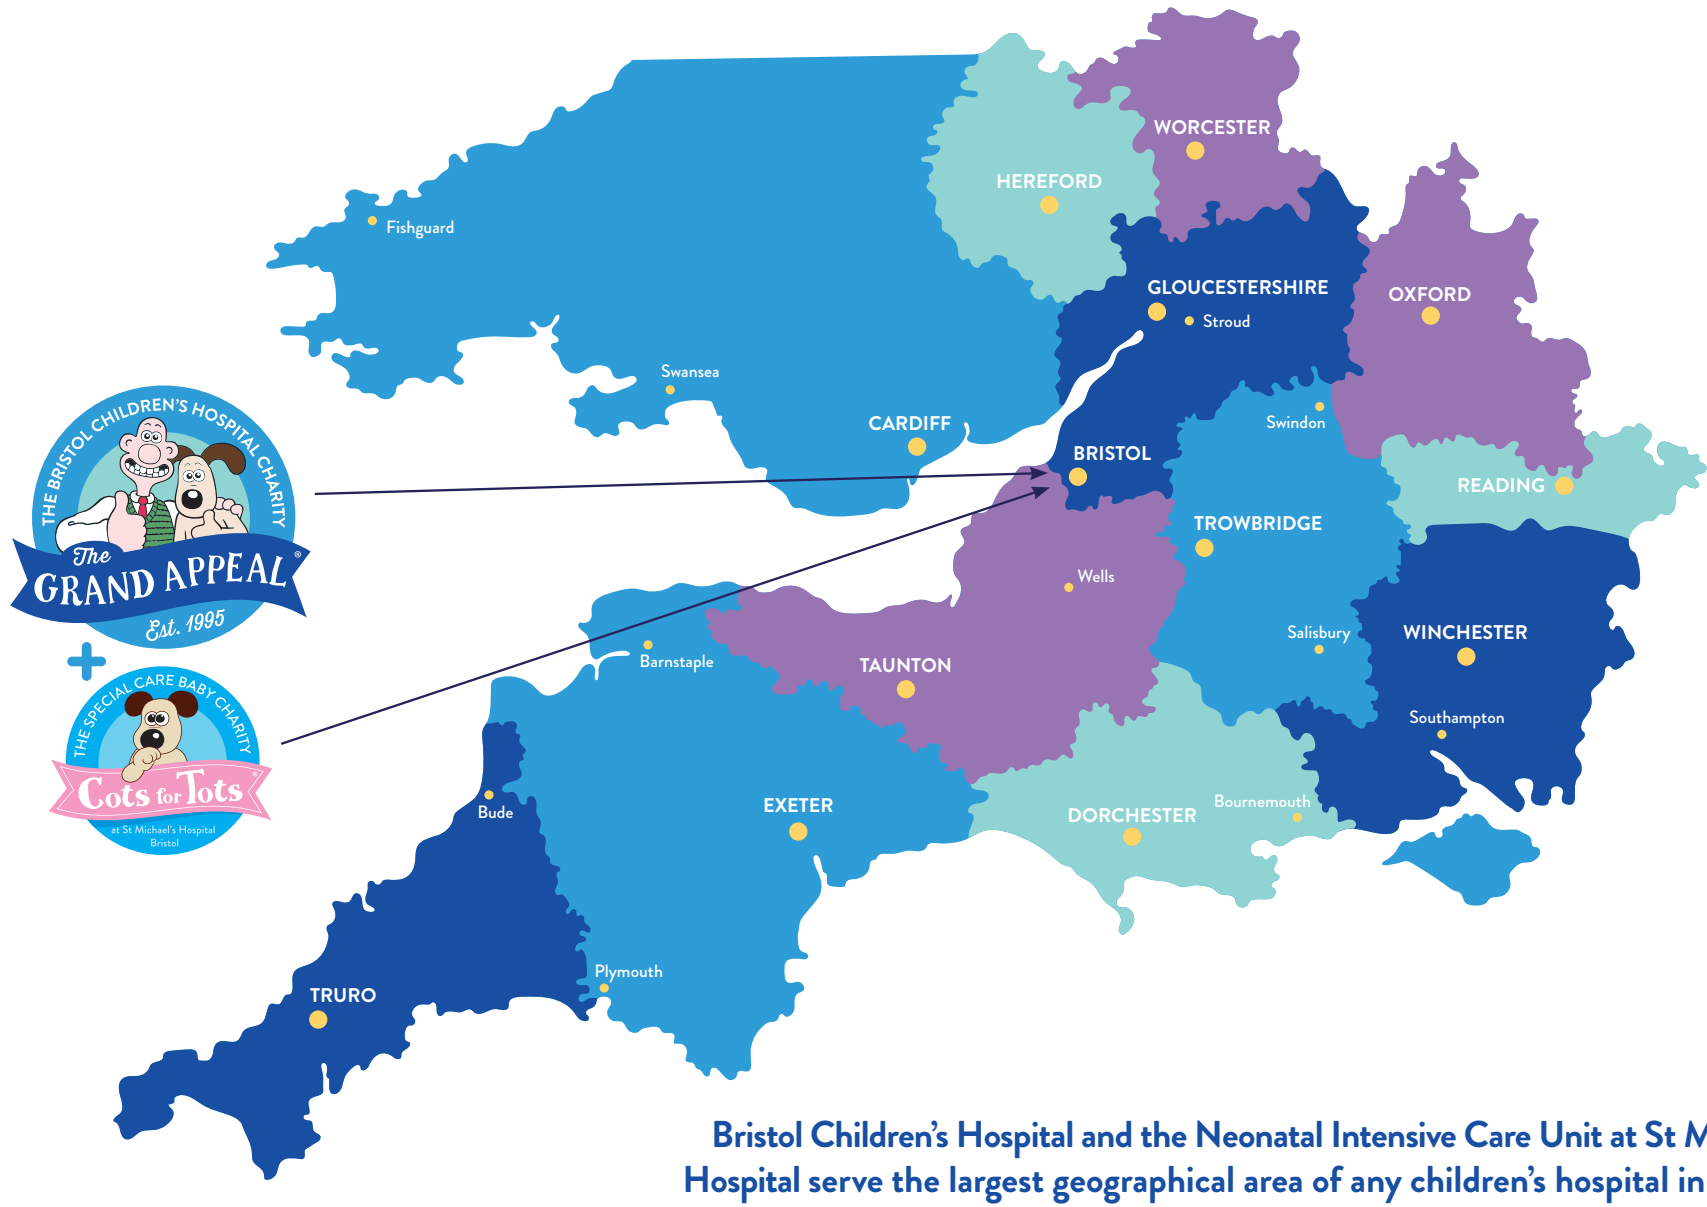 WORCESTER
HEREFORD
Fishguard
GLOUCESTERSHIRE
OXFORD
Stroud
Swansea
CARDIFF
Swindon
BRISTOL
READING
TROWBRIDGE
Wells
Salisbury
WINCHESTER
Barnstaple
TAUNTON
Southampton
EXETER
Bournemouth
DORCHESTER
Bude
Plymouth
TRURO
THE BRISTOL CHILDREN'S HOSPITAL CHARITY
The
GRAND APPEAL®
Est. 1995
+
THE SPECIAL CARE BABY CHARITY
Cots for Tots®
at St Michael's Hospital
Bristol
Bristol Children's Hospital and the Neonatal Intensive Care Unit at St M
Hospital serve the largest geographical area of any children's hospital in